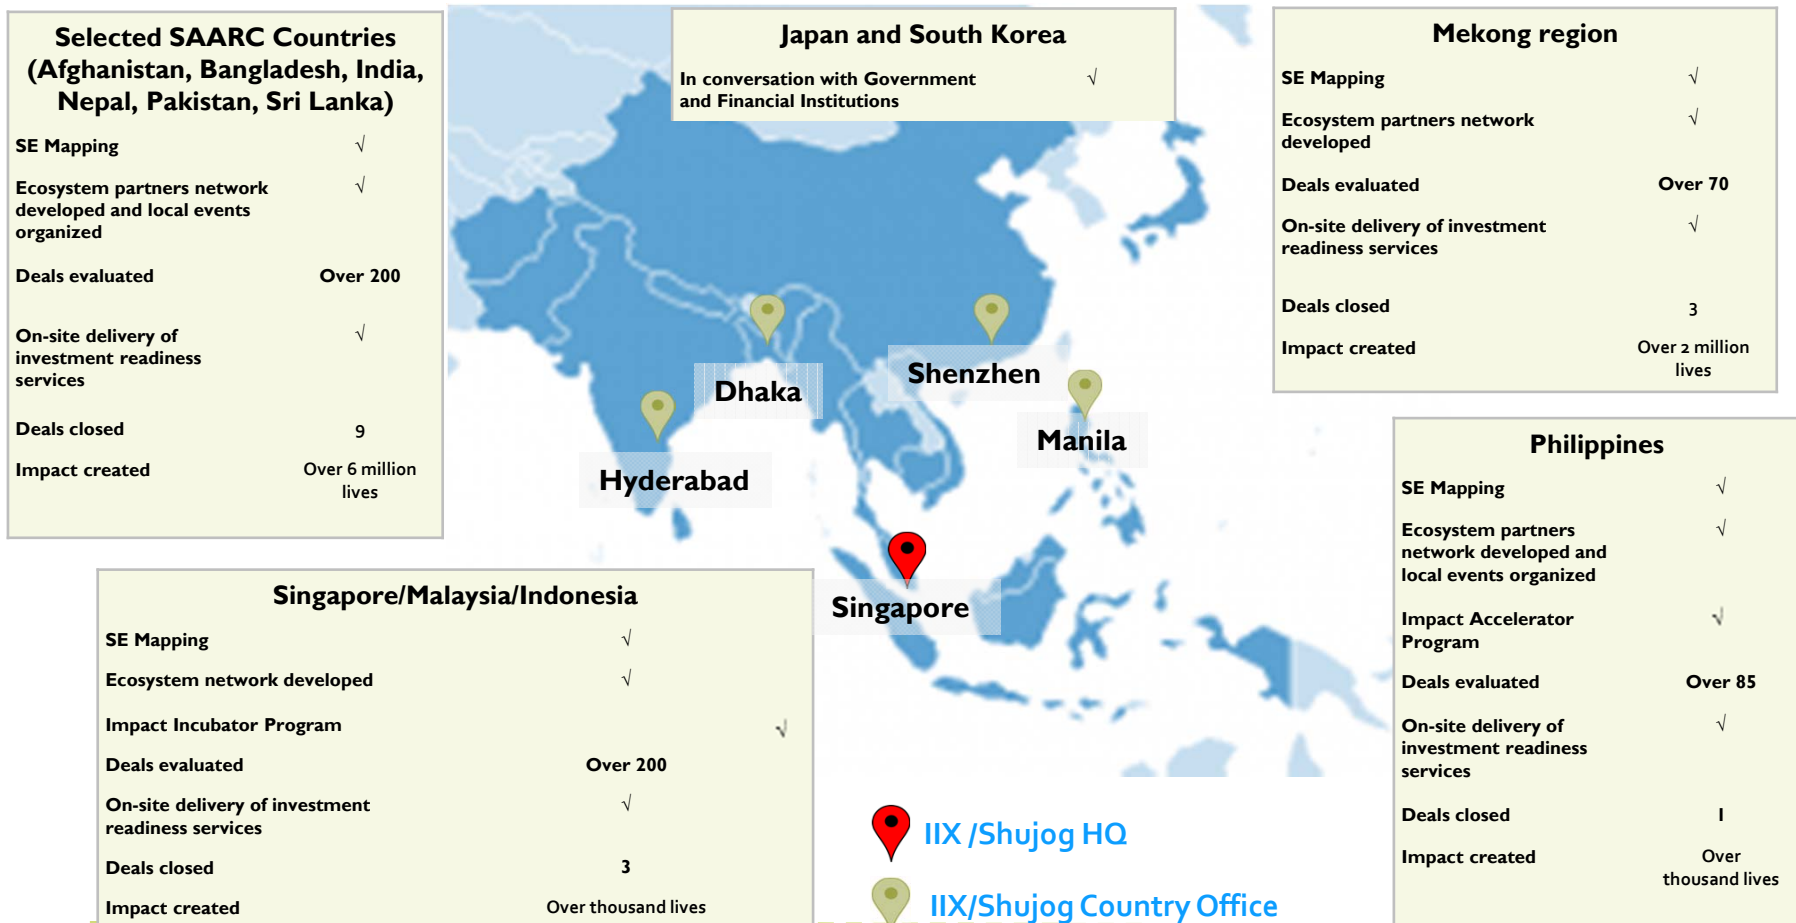 Selected SAARC Countries
(Afghanistan, Bangladesh, India,
Nepal, Pakistan, Sri Lanka)
SE Mapping √
Ecosystem partners network √
developed and local events
organized
Deals evaluated Over 200
On-site delivery of √
investment readiness
services
Deals closed 9
Impact created Over 6 million
lives
Japan and South Korea
In conversation with Government √
and Financial Institutions
Mekong region
SE Mapping √
Ecosystem partners network √
developed
Deals evaluated Over 70
On-site delivery of investment √
readiness services
Deals closed 3
Impact created Over 2 million
lives
Dhaka
Shenzhen
Manila
Hyderabad
Singapore
Philippines
SE Mapping √
Ecosystem partners √
network developed and
local events organized
Impact Accelerator √
Program
Deals evaluated Over 85
On-site delivery of √
investment readiness
services
Deals closed 1
Impact created Over
thousand lives
Singapore/Malaysia/Indonesia
SE Mapping √
Ecosystem network developed √
Impact Incubator Program √
Deals evaluated Over 200
On-site delivery of investment √
readiness services
Deals closed 3
Impact created Over thousand lives
IIX /Shujog HQ
IIX/Shujog Country Office